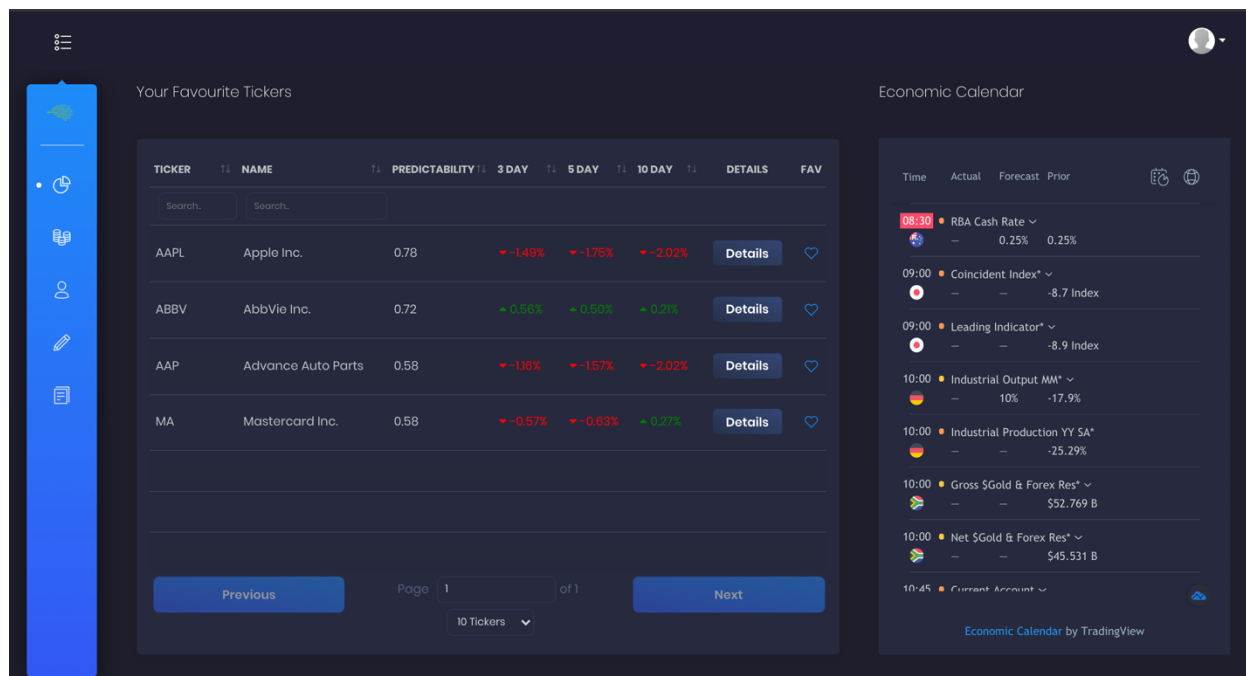 Your Favourite Tickers
TICKER NAME PREDICTABILITY 3 DAY 5 DAY 10 DAY DETAILS FAV
Search.. Search..
AAPL Apple Inc. 0.78 -1.49% -1.75% -2.02% Details
ABBV AbbVie Inc. 0.72 0.56% 0.50% 0.21% Details
AAP Advance Auto Parts 0.58 -1.16% -1.57% -2.02% Details
MA Mastercard Inc. 0.58 -0.57% -0.63% 0.27% Details
Previous Page 1 of 1 Next
10 Tickers
Economic Calendar
Time Actual Forecast Prior
08:30 RBA Cash Rate
— 0.25% 0.25%
09:00 Coincident Index*
— — -8.7 Index
09:00 Leading Indicator*
— — -8.9 Index
10:00 Industrial Output MM*
— 10% -17.9%
10:00 Industrial Production YY SA*
— — -25.29%
10:00 Gross $Gold & Forex Res*
— — $52.769 B
10:00 Net $Gold & Forex Res*
— — $45.531 B
10:45 Current Account
Economic Calendar by TradingView